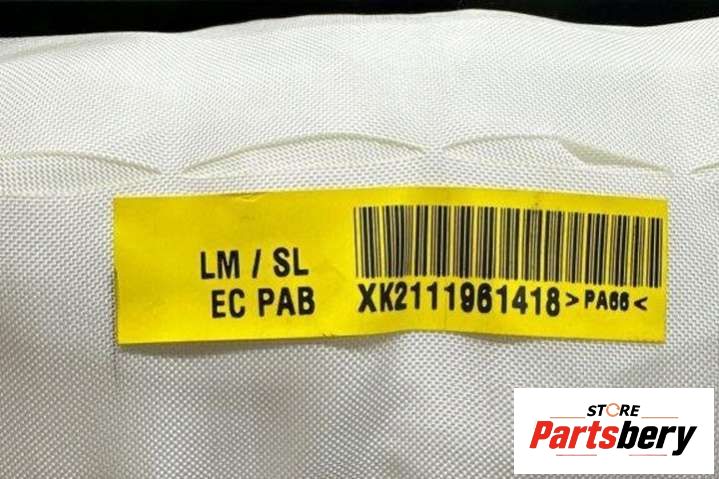 LM / SL
EC PAB
XK2111961418 >PA66<
STORE
Partsbery